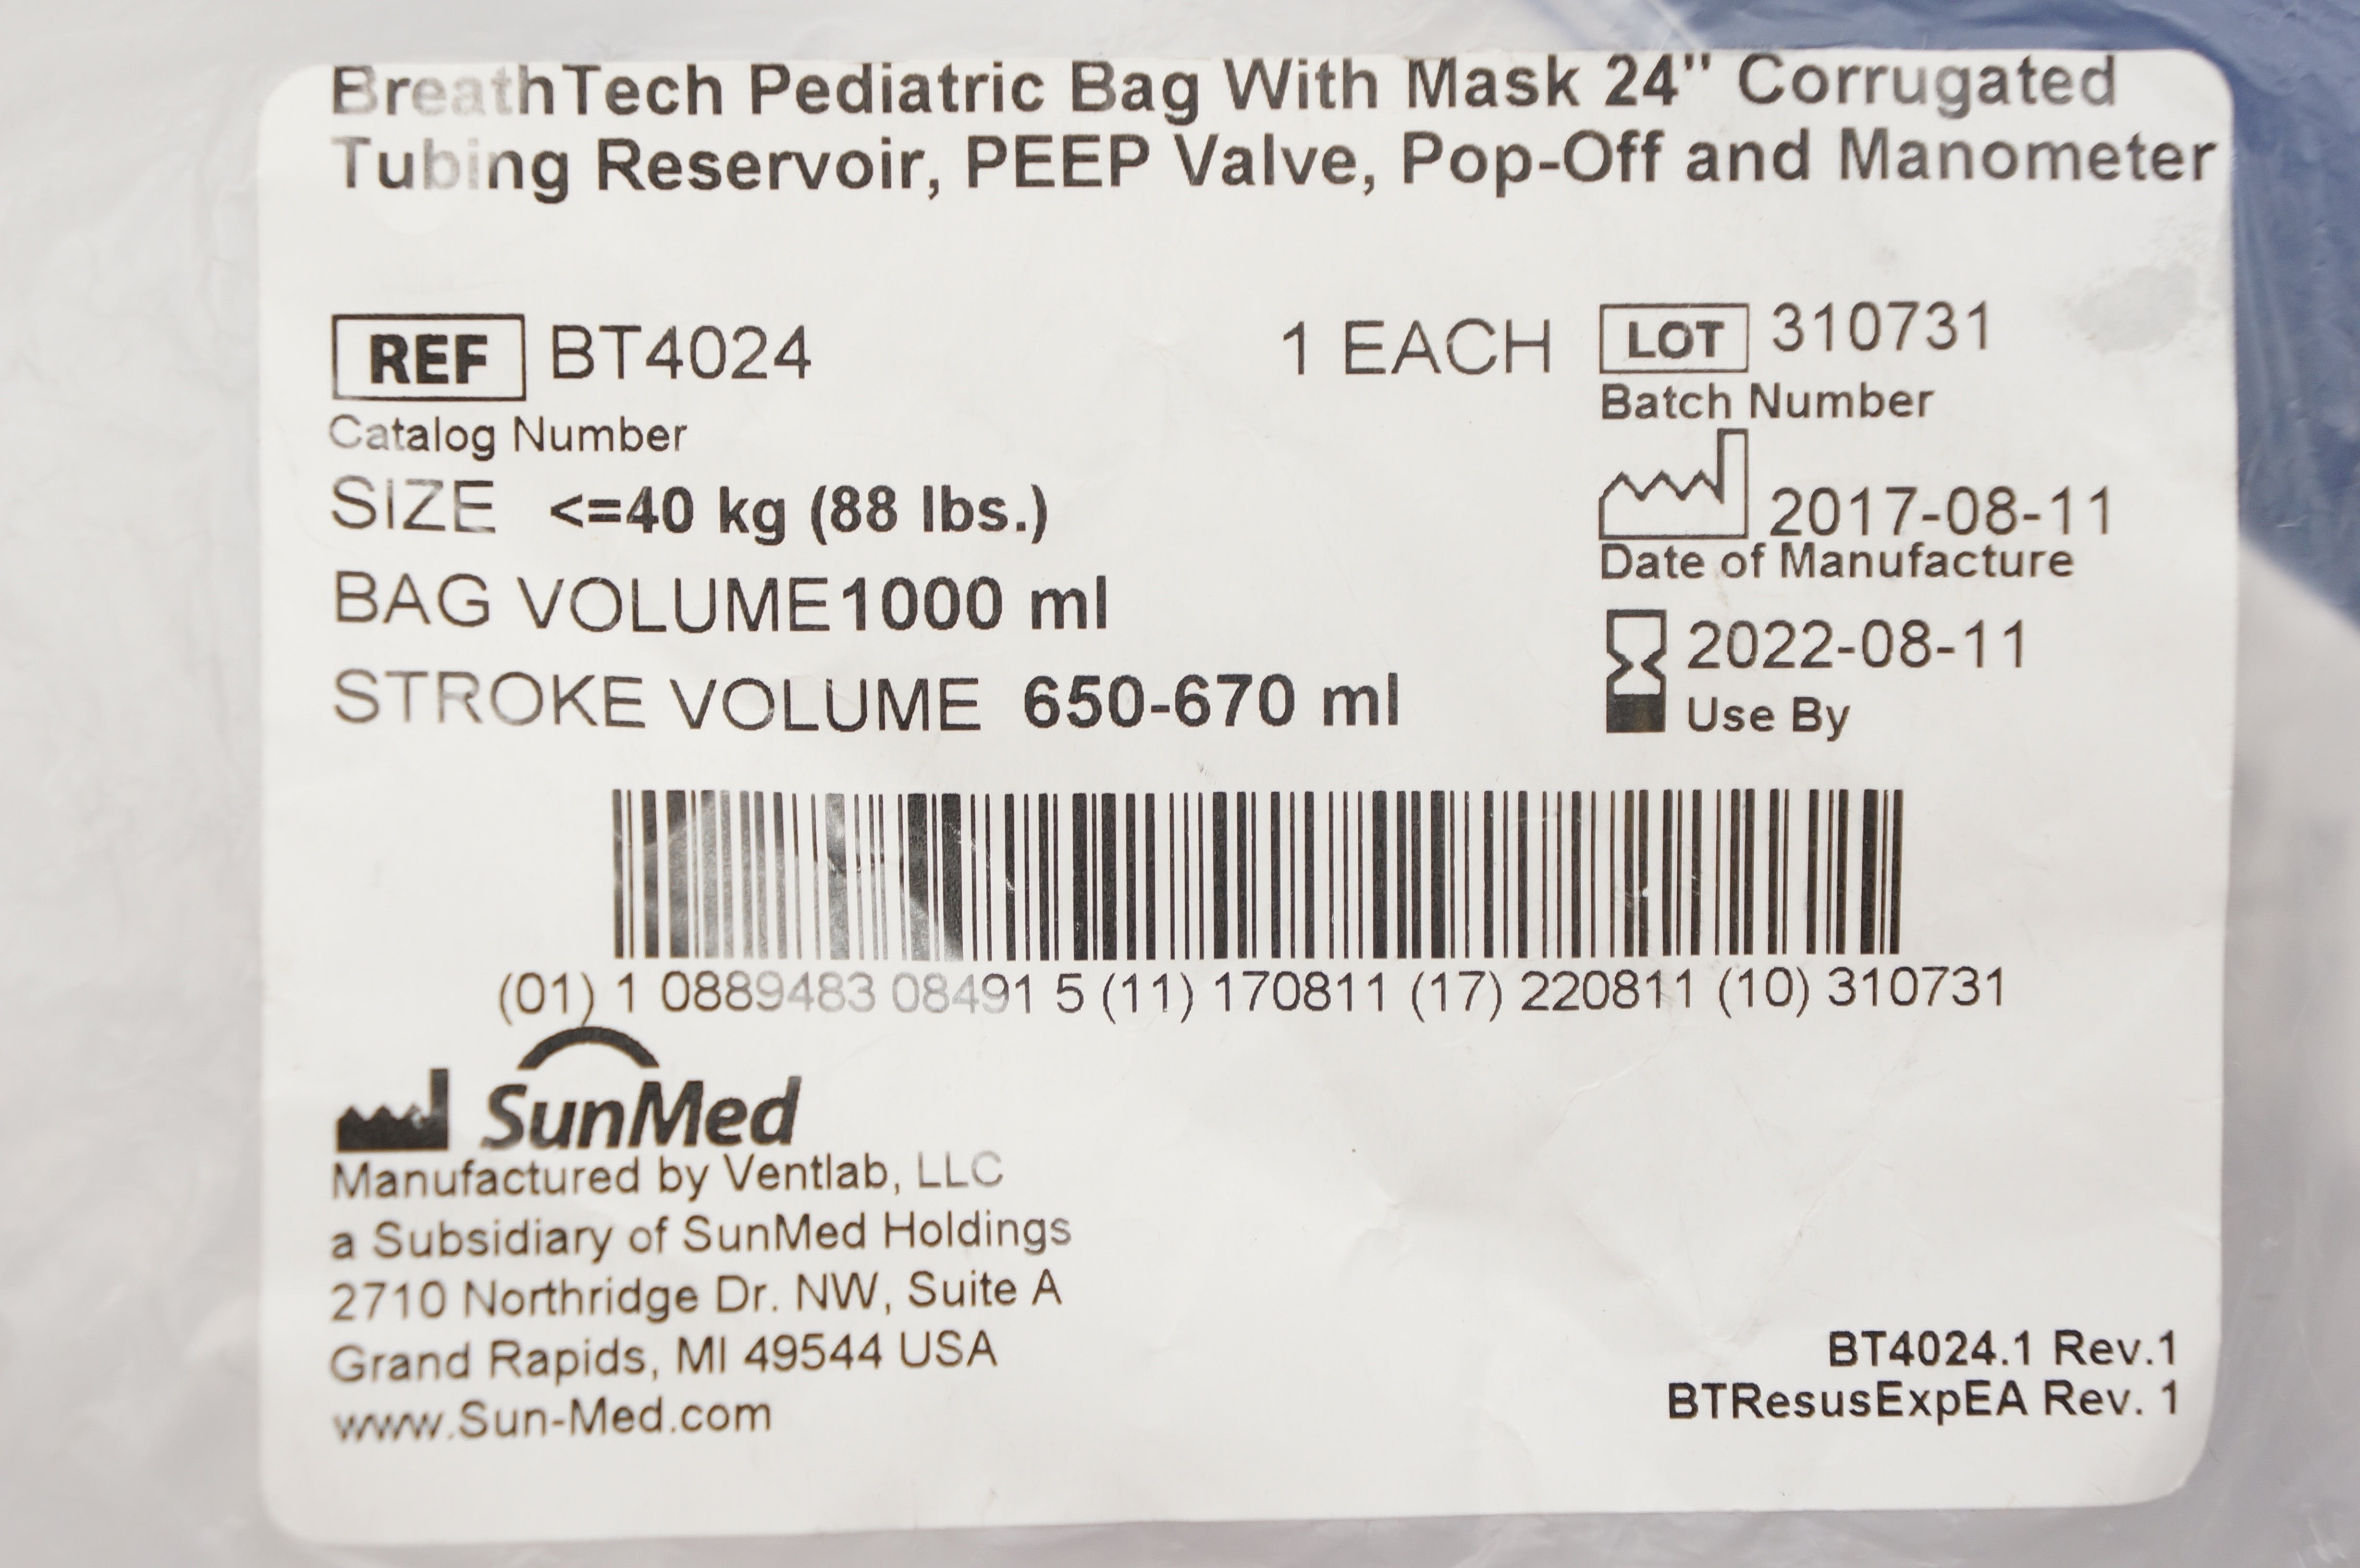 BreathTech Pediatric Bag With Mask 24" Corrugated
Tubing Reservoir, PEEP Valve, Pop-Off and Manometer
REF BT4024 1 EACH LOT 310731
Catalog Number Batch Number
SIZE <=40 kg (88 lbs.) 2017-08-11
Date of Manufacture
BAG VOLUME 1000 ml 2022-08-11
STROKE VOLUME 650-670 ml Use By
(01) 1 0889483 08491 5 (11) 170811 (17) 220811 (10) 310731
SunMed
Manufactured by Ventlab, LLC
a Subsidiary of SunMed Holdings
2710 Northridge Dr. NW, Suite A
Grand Rapids, MI 49544 USA
www.Sun-Med.com
BT4024.1 Rev.1
BTResusExpEA Rev. 1